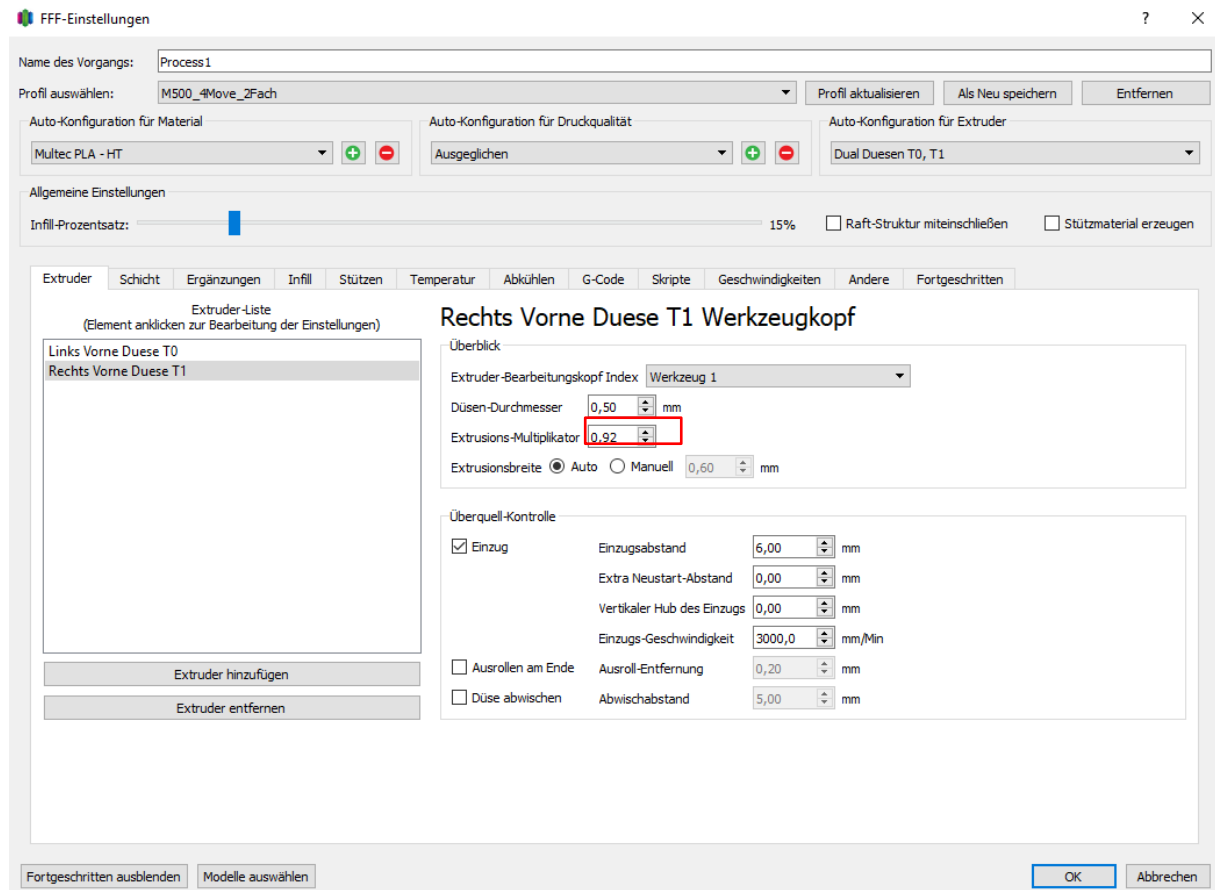 FFF-Einstellungen
Name des Vorgangs: Process1
Profil auswählen: M500_4Move_2Fach Profil aktualisieren Als Neu speichern Entfernen
Auto-Konfiguration für Material Auto-Konfiguration für Druckqualität Auto-Konfiguration für Extruder
Multec PLA - HT Ausgeglichen Dual Duesen T0, T1
Allgemeine Einstellungen
Infill-Prozentsatz: 15% Raft-Struktur miteinschließen Stützmaterial erzeugen
Extruder Schicht Ergänzungen Infill Stützen Temperatur Abkühlen G-Code Skripte Geschwindigkeiten Andere Fortgeschritten
Extruder-Liste
(Element anklicken zur Bearbeitung der Einstellungen)
Links Vorne Duese T0
Rechts Vorne Duese T1
Extruder hinzufügen
Extruder entfernen
Rechts Vorne Duese T1 Werkzeugkopf
Überblick
Extruder-Bearbeitungskopf Index Werkzeug 1
Düsen-Durchmesser 0,50 mm
Extrusions-Multiplikator 0,92
Extrusionsbreite Auto Manuell 0,60 mm
Überquell-Kontrolle
Einzug Einzugsabstand 6,00 mm
Extra Neustart-Abstand 0,00 mm
Vertikaler Hub des Einzugs 0,00 mm
Einzugs-Geschwindigkeit 3000,0 mm/Min
Ausrollen am Ende Ausroll-Entfernung 0,20 mm
Düse abwischen Abwischabstand 5,00 mm
Fortgeschritten ausblenden Modelle auswählen OK Abbrechen